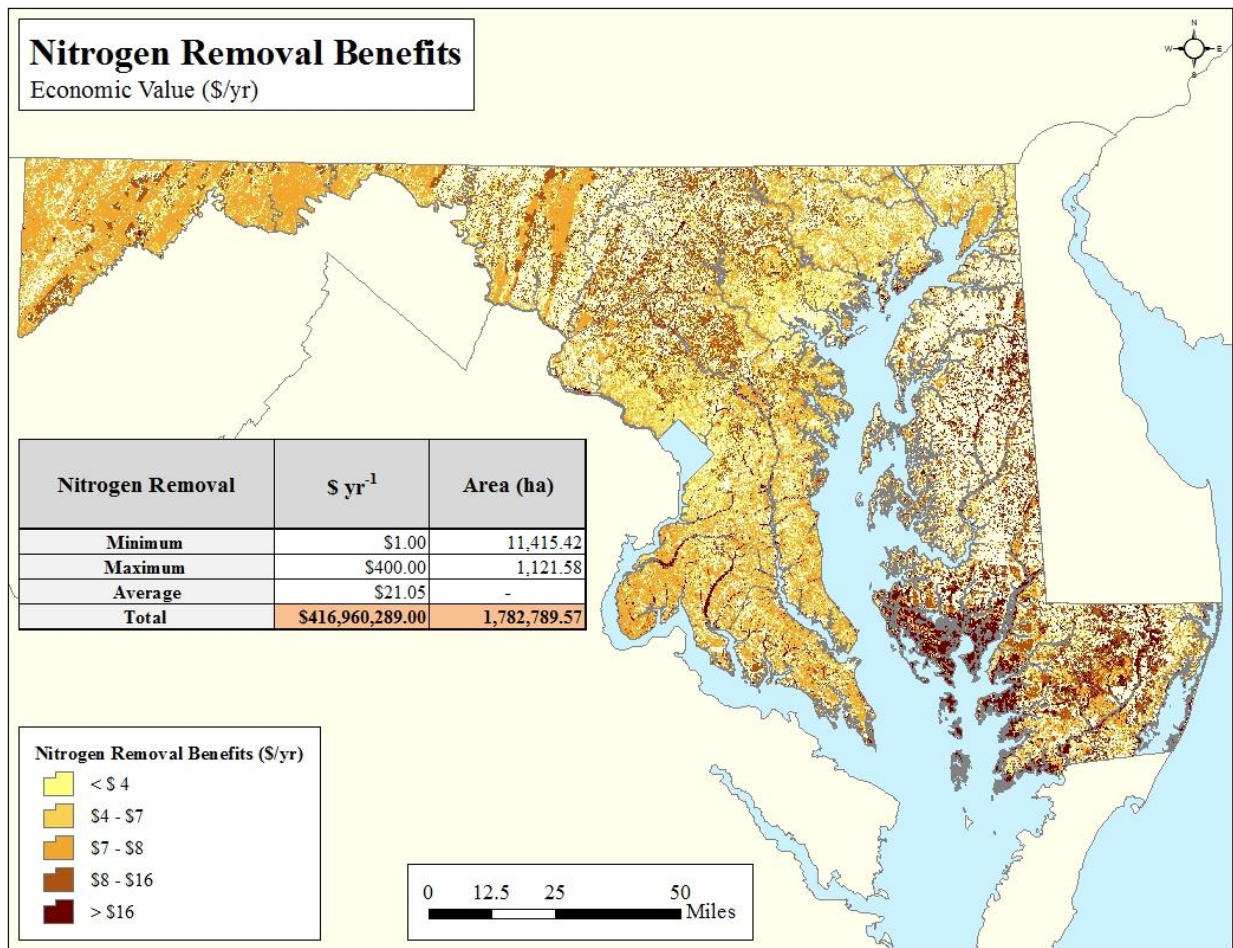 Nitrogen Removal Benefits
Economic Value ($/yr)
N
W E
S
Nitrogen Removal $ yr-1 Area (ha)
Minimum $1.00 11,415.42
Maximum $400.00 1,121.58
Average $21.05 -
Total $416,960,289.00 1,782,789.57
Nitrogen Removal Benefits ($/yr)
< $ 4
$4 - $7
$7 - $8
$8 - $16
> $16
0 12.5 25 50
Miles